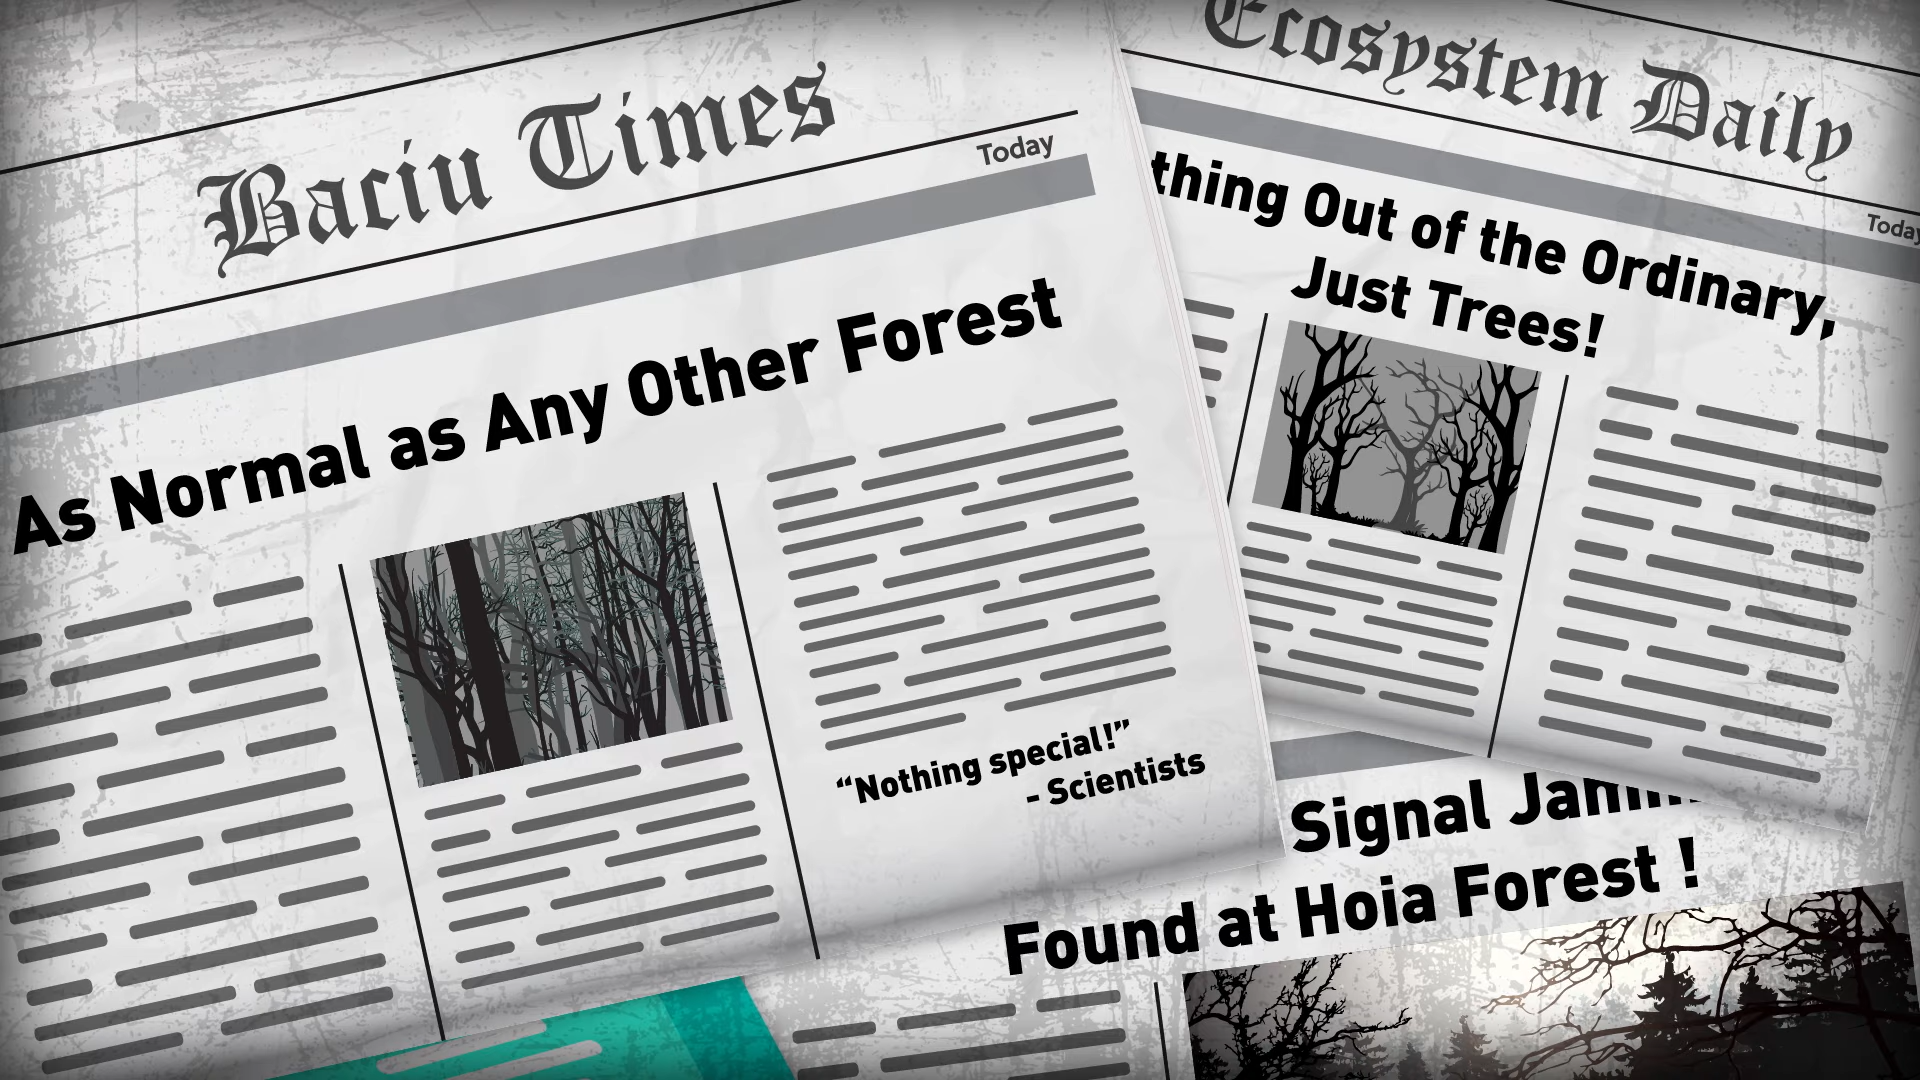 Baciu Times
Today
As Normal as Any Other Forest
“Nothing special!”
- Scientists
Ecosystem Daily
Today
thing Out of the Ordinary,
Just Trees!
Signal
Found at Hoia Forest !